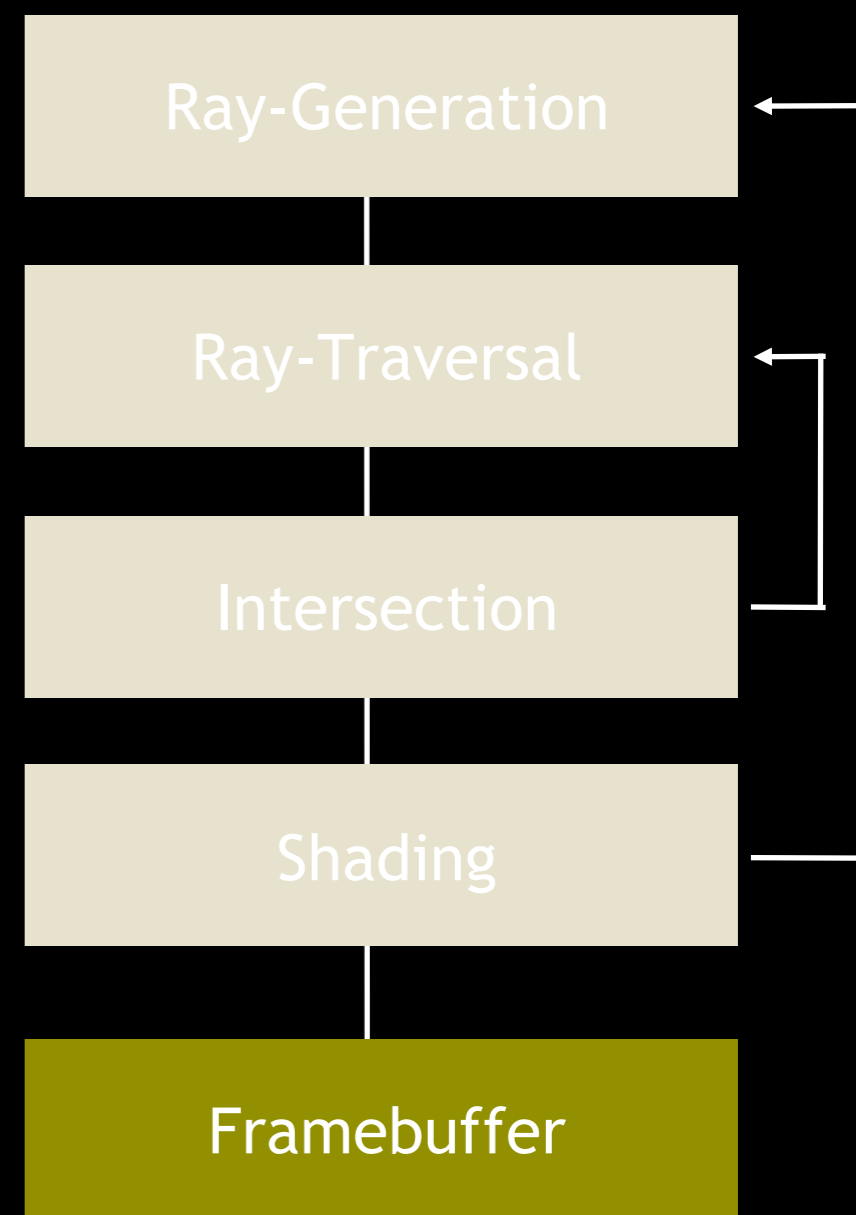 Ray-Generation
Ray-Traversal
Intersection
Shading
Framebuffer